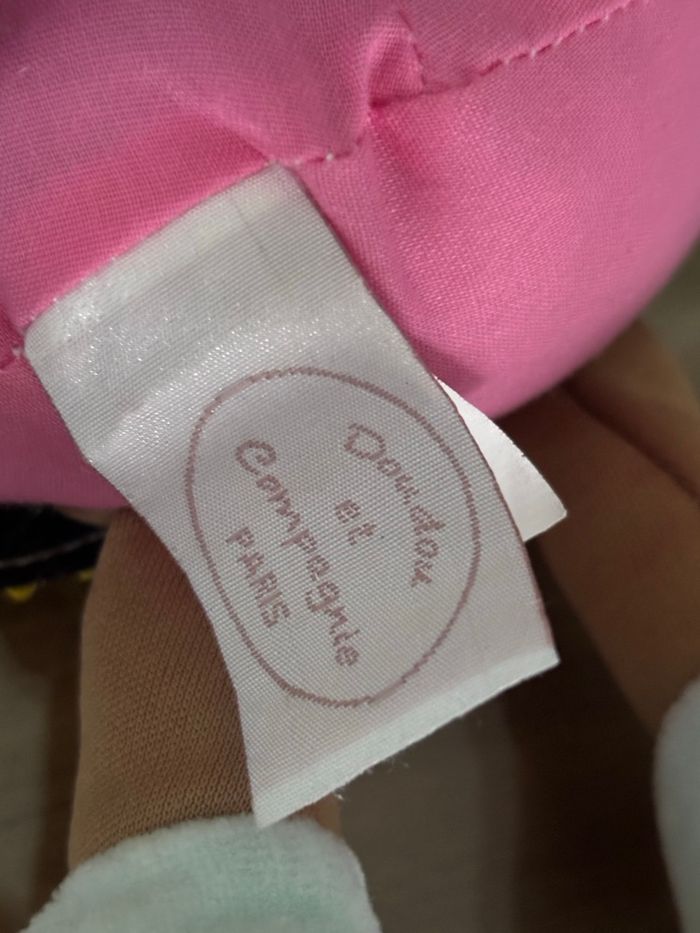 Doudou
et
Compagnie
PARIS